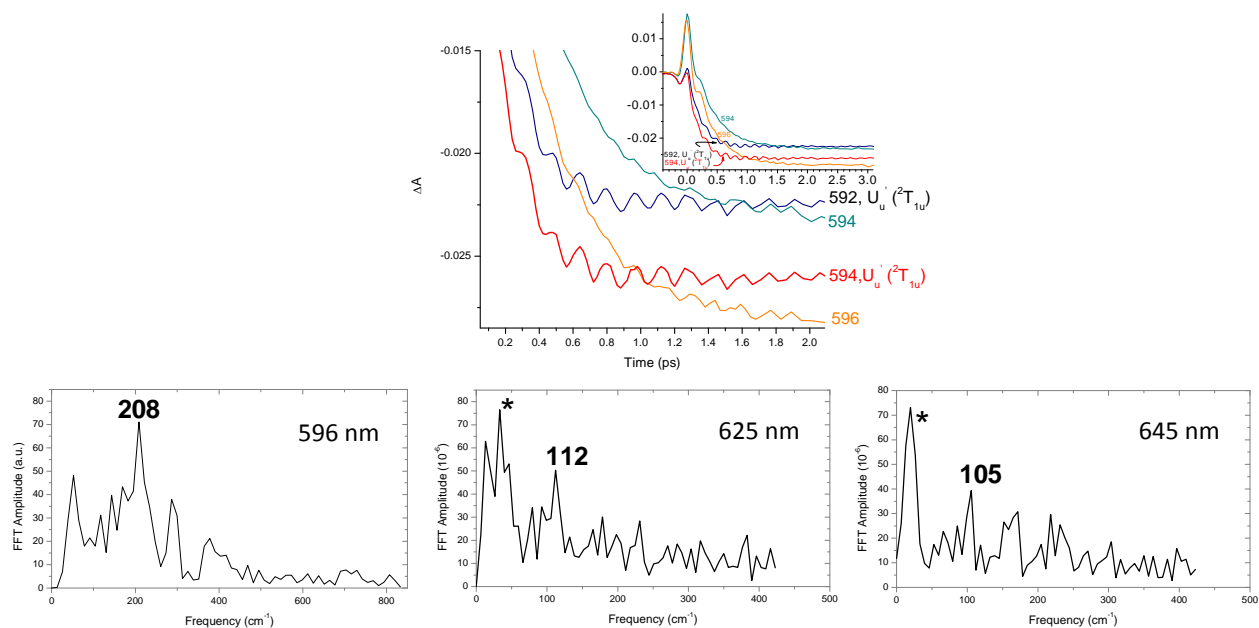 -0.015
-0.020
-0.025
ΔA
0.2 0.4 0.6 0.8 1.0 1.2 1.4 1.6 1.8 2.0
Time (ps)
0.01
0.00
-0.01
-0.02
0.0 0.5 1.0 1.5 2.0 2.5 3.0
594
596
592, U'u (²T1u)
594,U'u (²T1u)
592, U'u (²T1u)
594
594,U'u (²T1u)
596
80
70
60
50
40
30
20
10
0
FFT Amplitude (a.u.)
208
596 nm
0 200 400 600 800
Frequency (cm⁻¹)
80
70
60
50
40
30
20
10
0
FFT Amplitude (10⁻⁶)
*
112
625 nm
0 100 200 300 400 500
Frequency (cm⁻¹)
80
70
60
50
40
30
20
10
0
FFT Amplitude (10⁻⁶)
*
105
645 nm
0 100 200 300 400 500
Frequency (cm⁻¹)